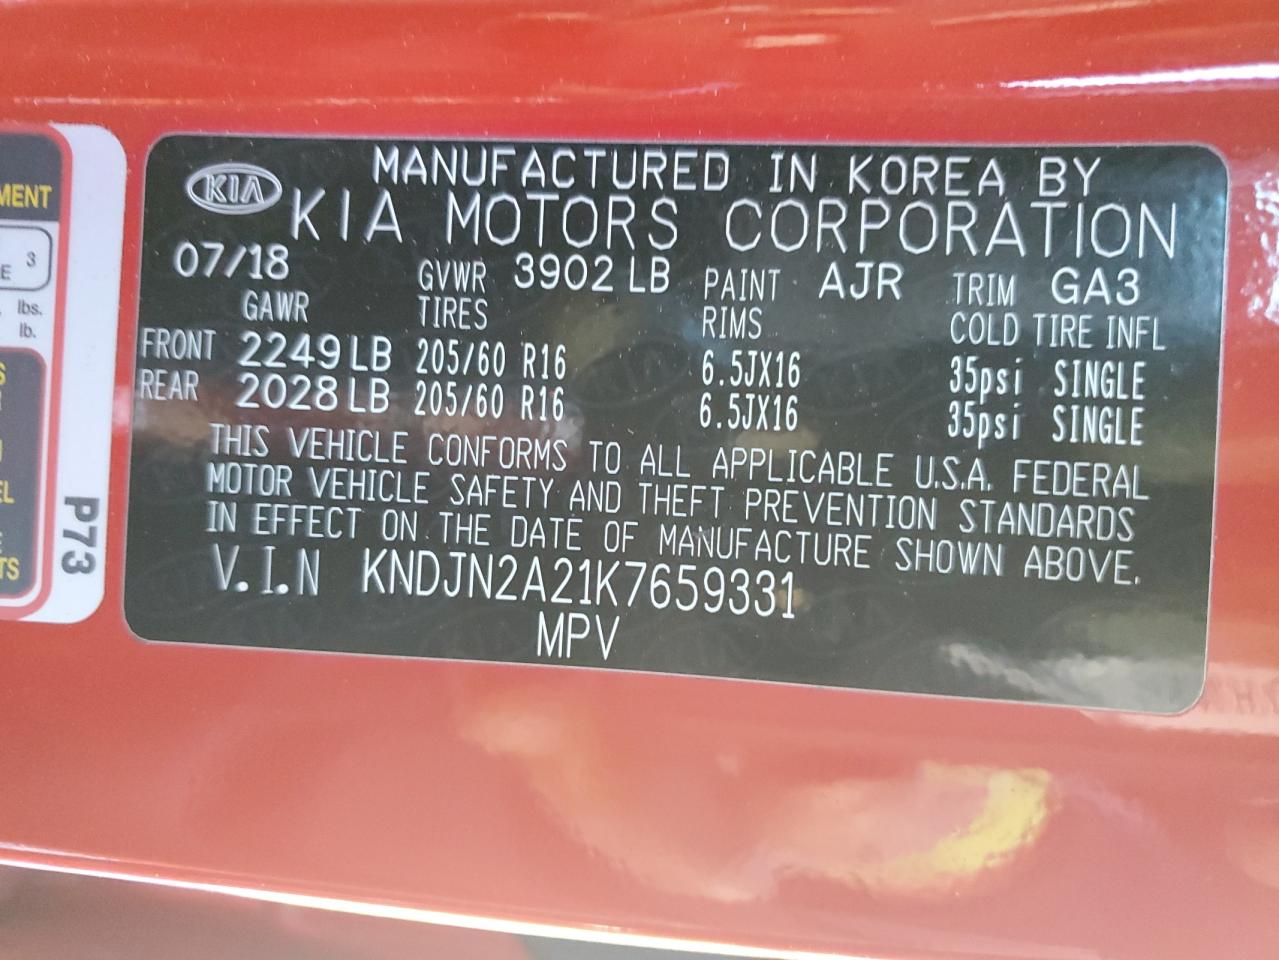 MENT
3
E
lbs.
lb.
S
R
EL
TS
P73
KIA
MANUFACTURED IN KOREA BY
KIA MOTORS CORPORATION
07/18 GVWR 3902 LB PAINT AJR TRIM GA3
GAWR TIRES RIMS COLD TIRE INFL
FRONT 2249 LB 205/60 R16 6.5JX16 35psi SINGLE
REAR 2028 LB 205/60 R16 6.5JX16 35psi SINGLE
THIS VEHICLE CONFORMS TO ALL APPLICABLE U.S.A. FEDERAL
MOTOR VEHICLE SAFETY AND THEFT PREVENTION STANDARDS
IN EFFECT ON THE DATE OF MANUFACTURE SHOWN ABOVE.
V.I.N KNDJN2A21K7659331
MPV